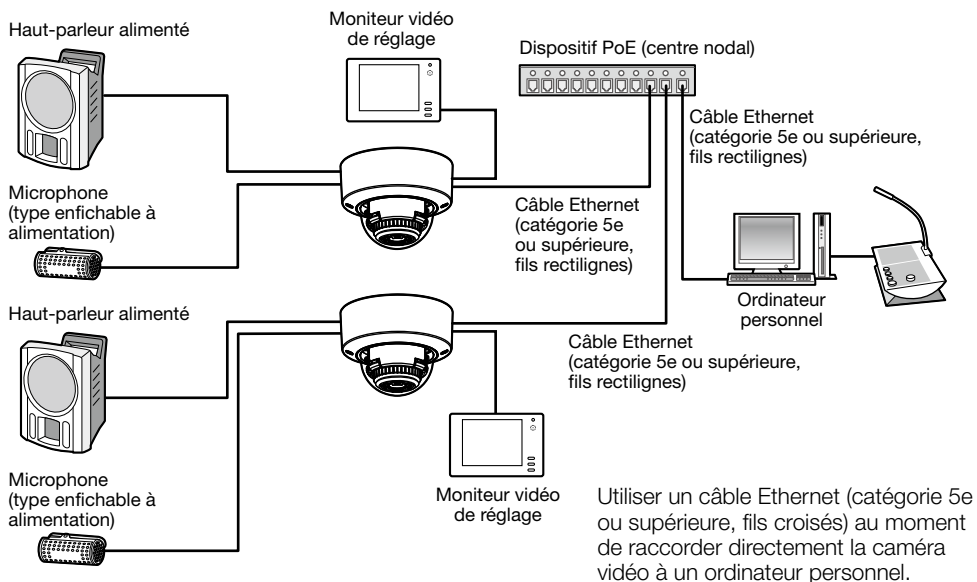 Haut-parleur alimenté
Moniteur vidéo
de réglage
Dispositif PoE (centre nodal)
Câble Ethernet
(catégorie 5e ou supérieure,
fils rectilignes)
Microphone
(type enfichable à
alimentation)
Câble Ethernet
(catégorie 5e
ou supérieure,
fils rectilignes)
Ordinateur
personnel
Haut-parleur alimenté
Câble Ethernet
(catégorie 5e ou supérieure,
fils rectilignes)
Microphone
(type enfichable à
alimentation)
Moniteur vidéo
de réglage
Utiliser un câble Ethernet (catégorie 5e
ou supérieure, fils croisés) au moment
de raccorder directement la caméra
vidéo à un ordinateur personnel.